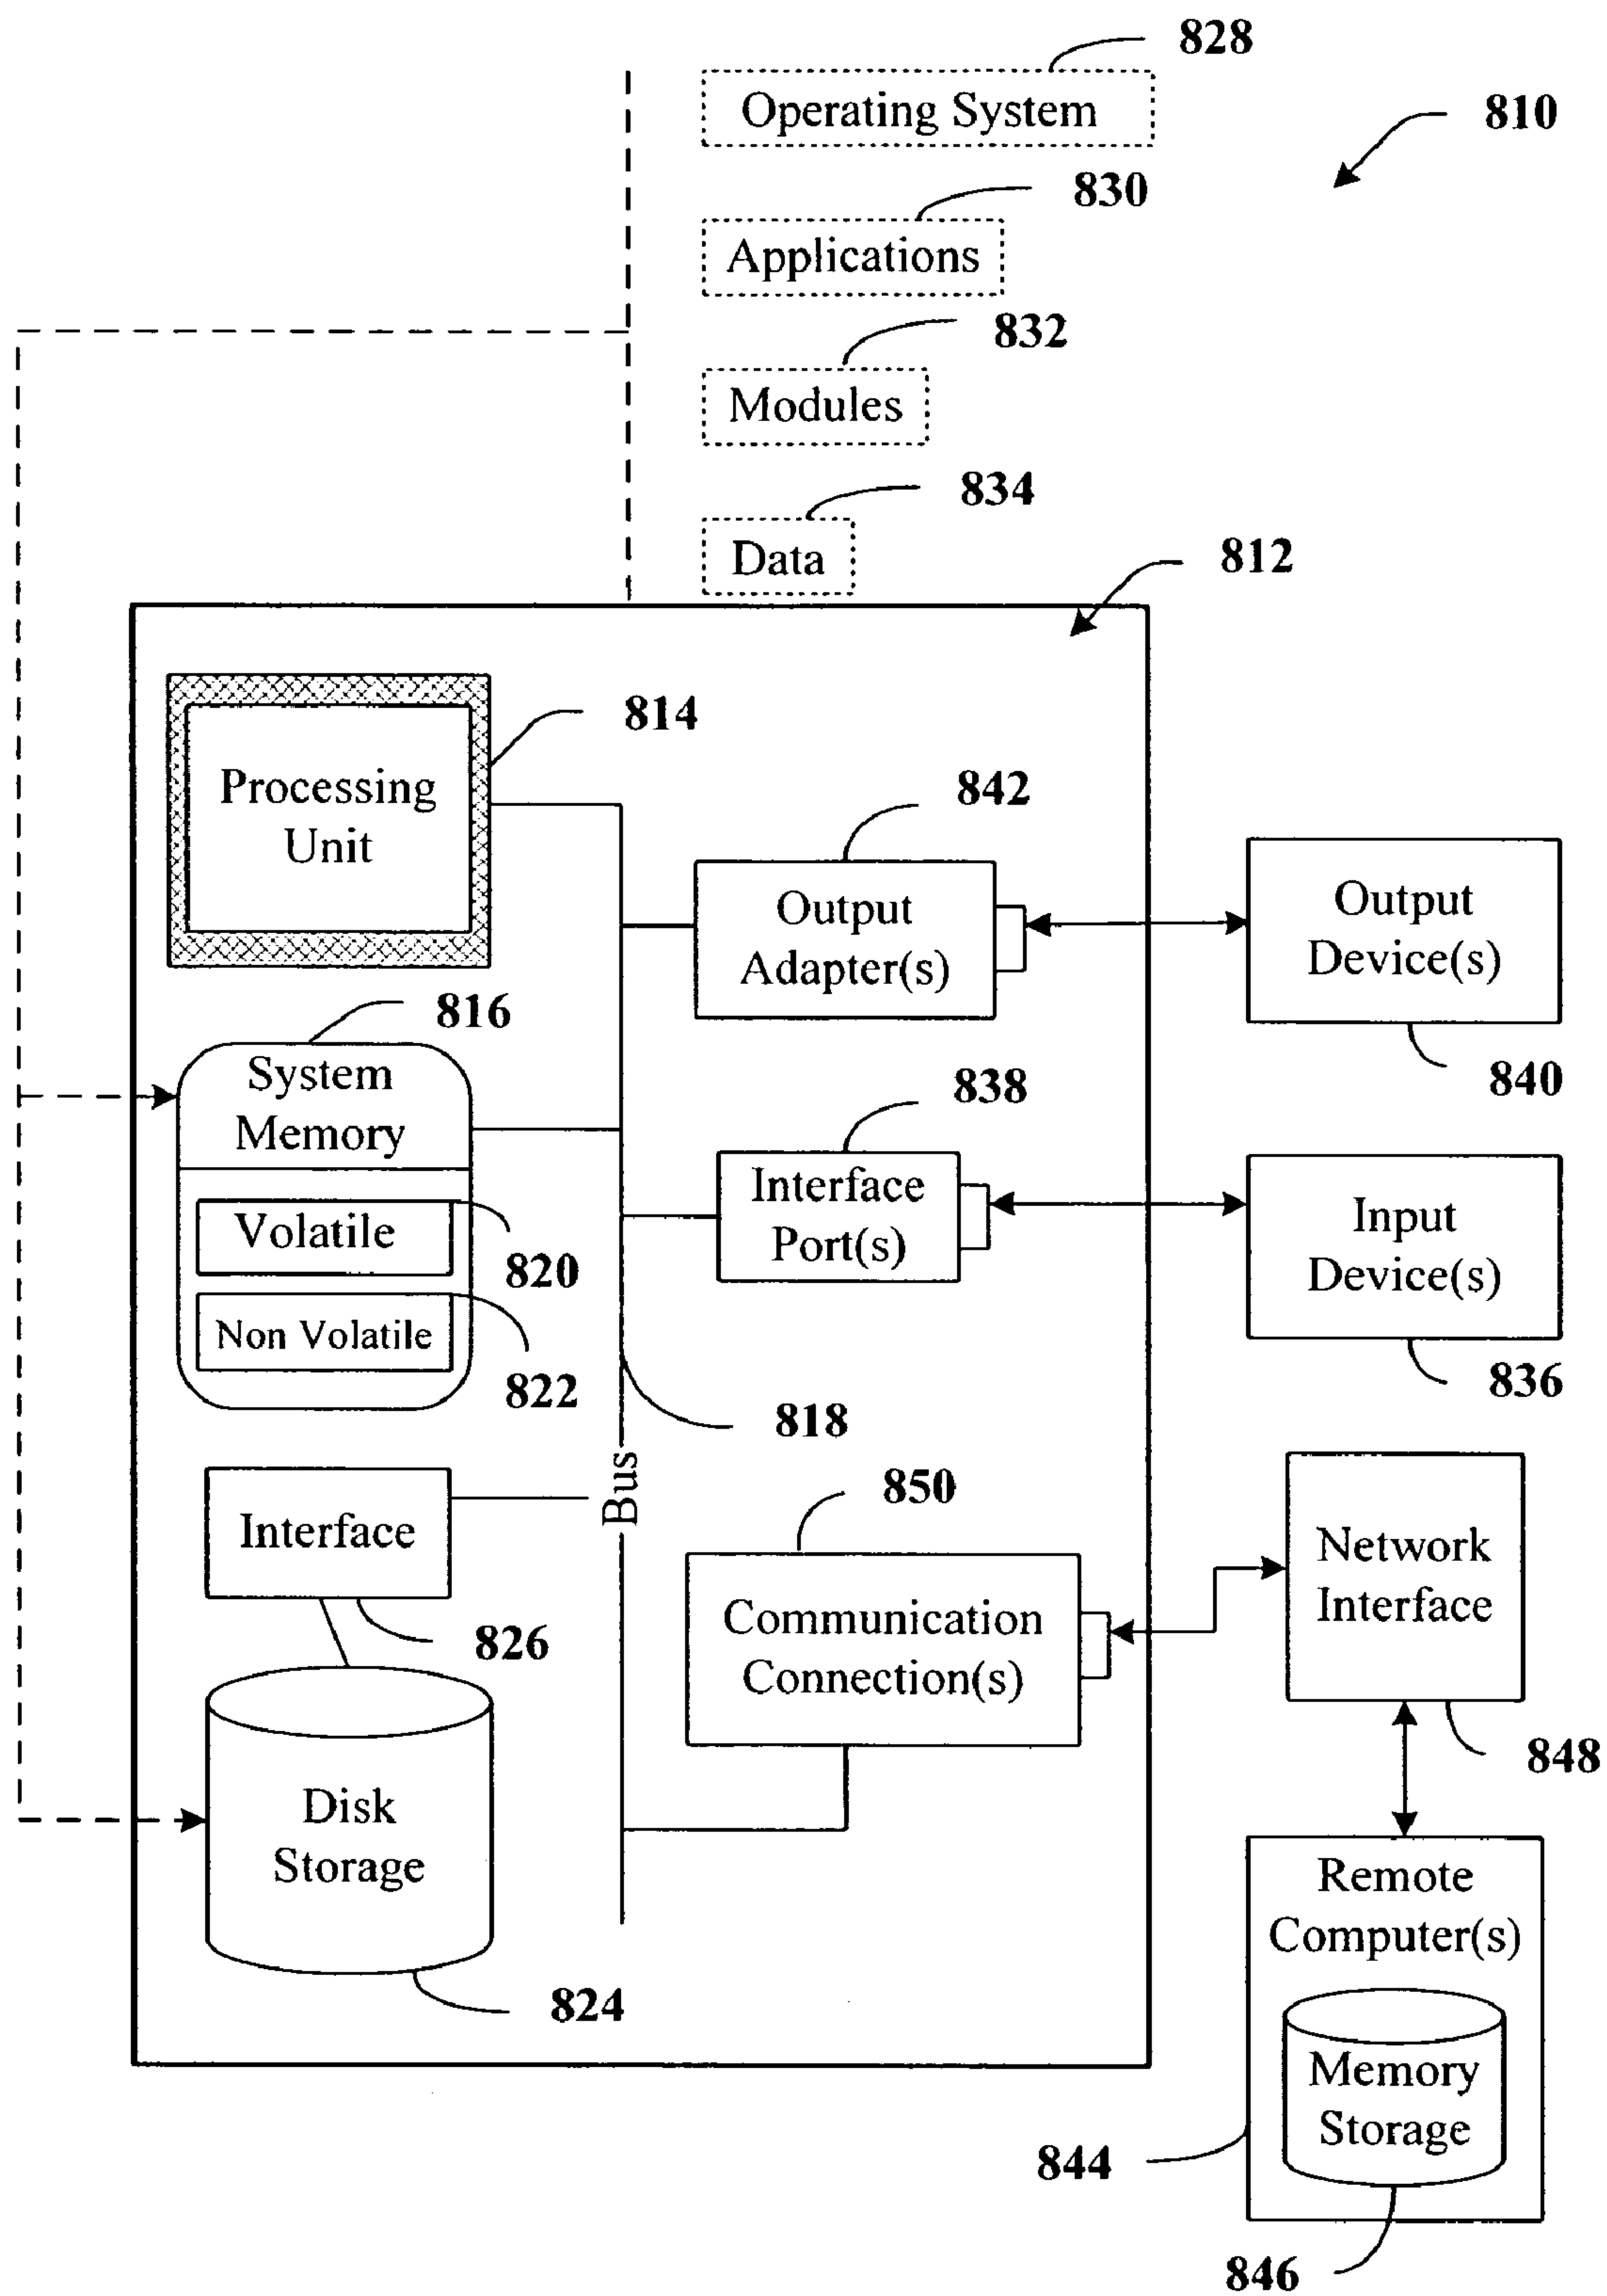 828
Operating System
810
830
Applications
832
Modules
834
Data
812
814
Processing
Unit
842
Output
Adapter(s)
Output
Device(s)
840
816
System
Memory
838
Interface
Port(s)
Input
Device(s)
836
Volatile
820
Non Volatile
822
818
Bus
Interface
826
850
Communication
Connection(s)
Network
Interface
848
Disk
Storage
824
Remote
Computer(s)
Memory
Storage
844
846